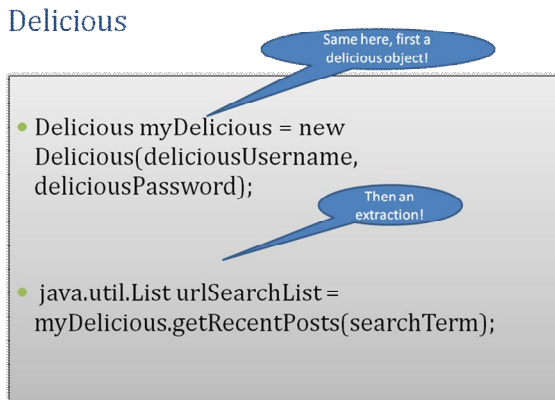 Delicious
Same here, first a
delicious object!
Delicious myDelicious = new
Delicious(deliciousUsername,
deliciousPassword);
Then an
extraction!
java.util.List urlSearchList =
myDelicious.getRecentPosts(searchTerm);